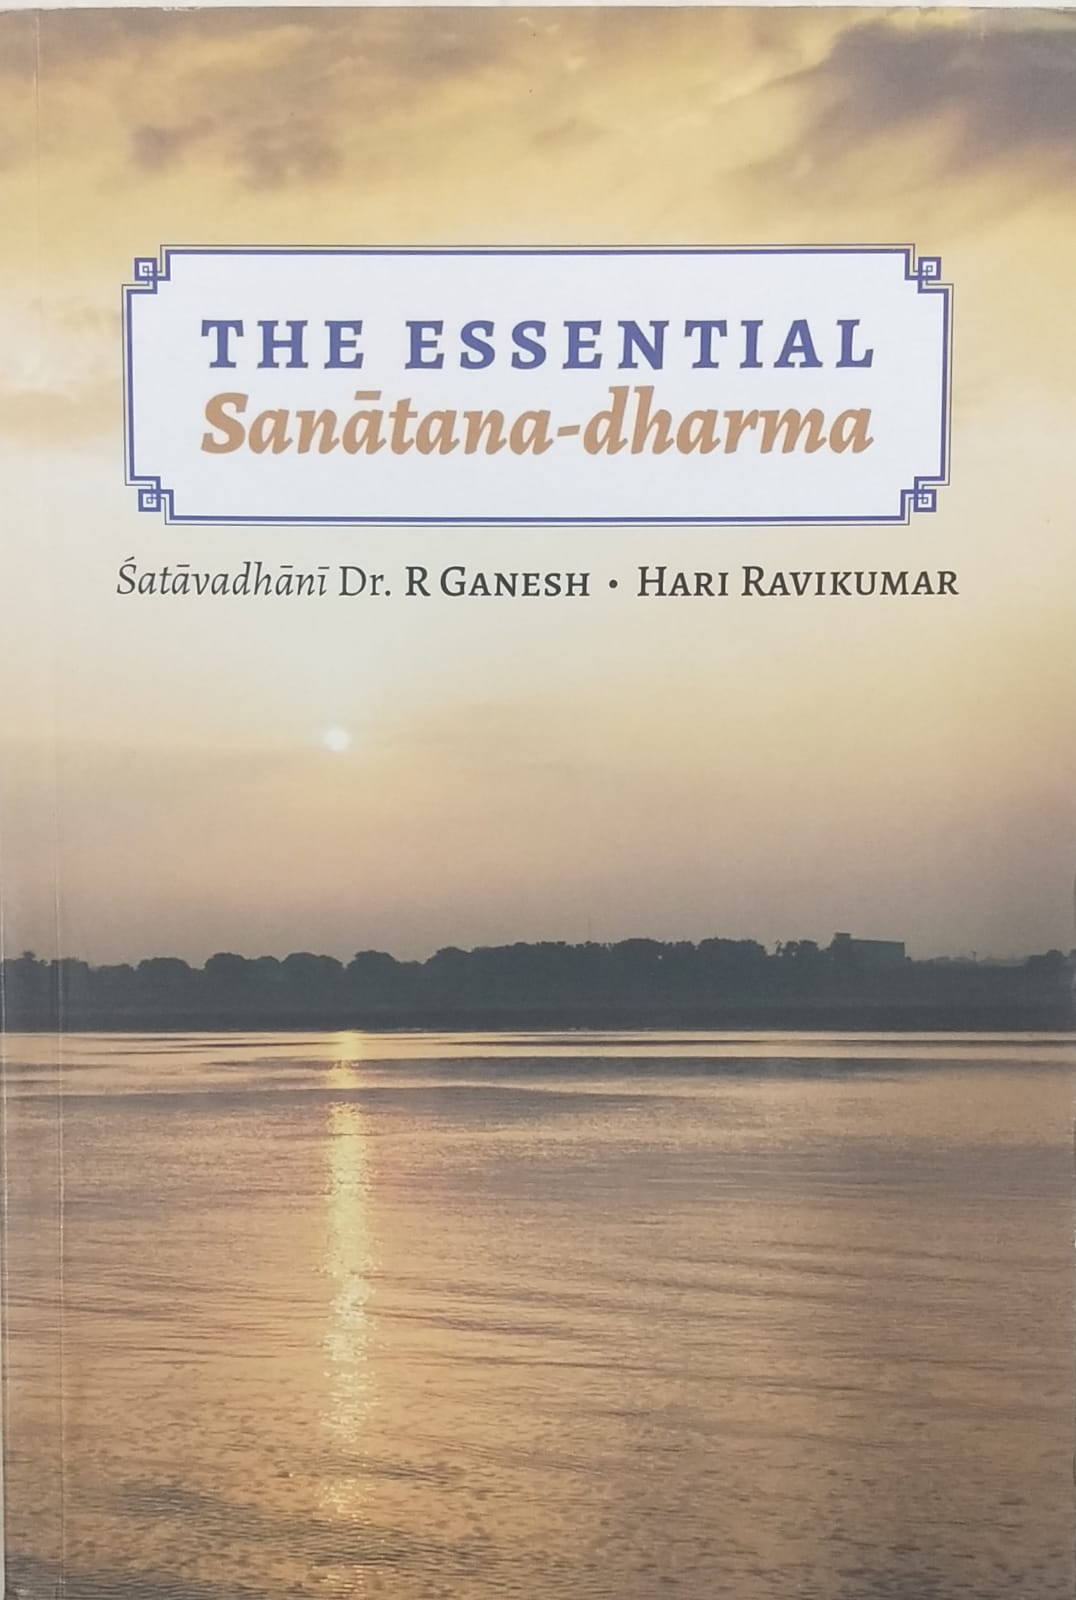 THE ESSENTIAL
Sanātana-dharma
Śatāvadhānī Dr. R GANESH • HARI RAVIKUMAR